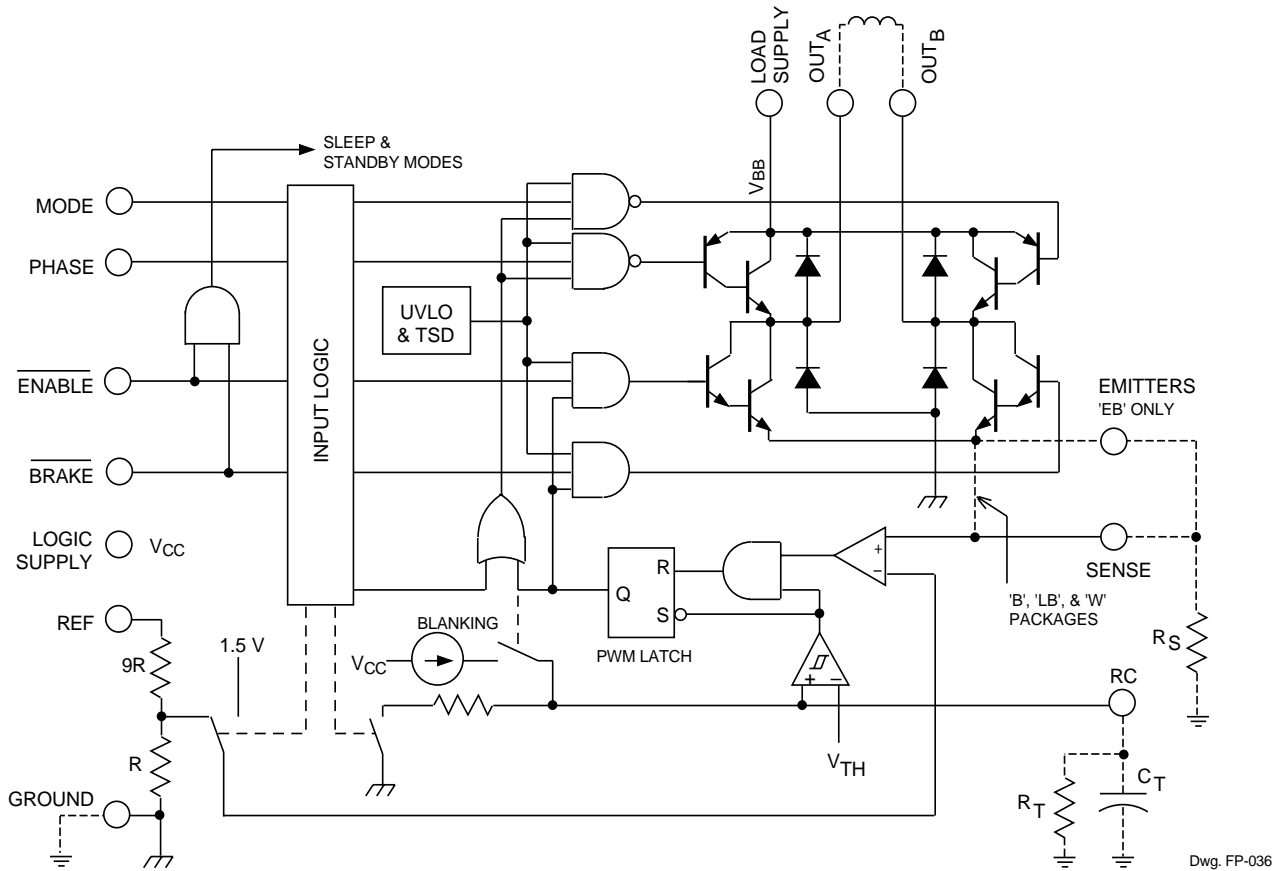 LOAD
SUPPLY
OUTA
OUTB
VBB
SLEEP &
STANDBY MODES
MODE
PHASE
ENABLE
BRAKE
LOGIC
SUPPLY
VCC
REF
GROUND
INPUT LOGIC
UVLO
& TSD
EMITTERS
'EB' ONLY
SENSE
'B', 'LB', & 'W'
PACKAGES
RS
R
Q
S
PWM LATCH
+
−
BLANKING
VCC
1.5 V
9R
R
+
−
VTH
RC
RT
CT
Dwg. FP-036